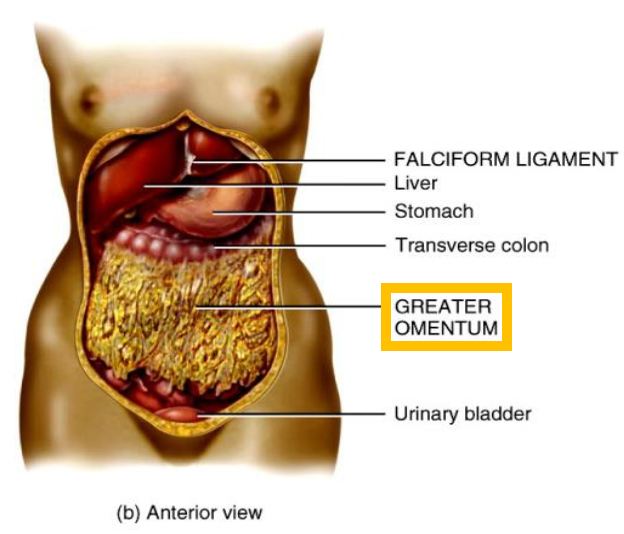 FALCIFORM LIGAMENT
Liver
Stomach
Transverse colon
GREATER
OMENTUM
Urinary bladder
(b) Anterior view